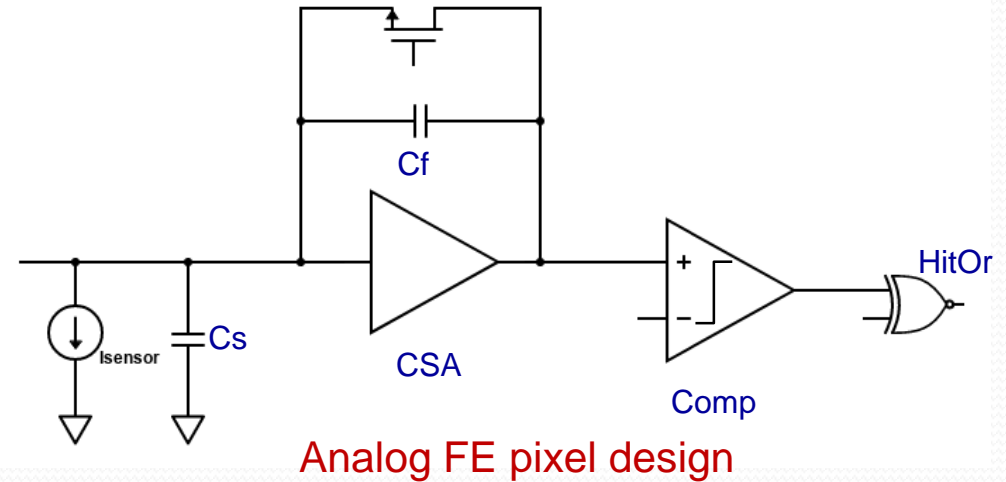 Cf
HitOr
+
−
Isensor
Cs
CSA
Comp
Analog FE pixel design